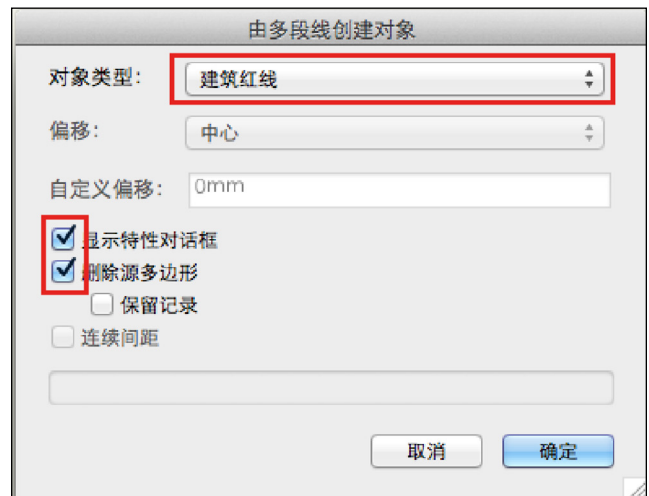 由多段线创建对象
对象类型: 建筑红线
偏移: 中心
自定义偏移: 0mm
显示特性对话框
删除源多边形
保留记录
连续间距
取消 确定